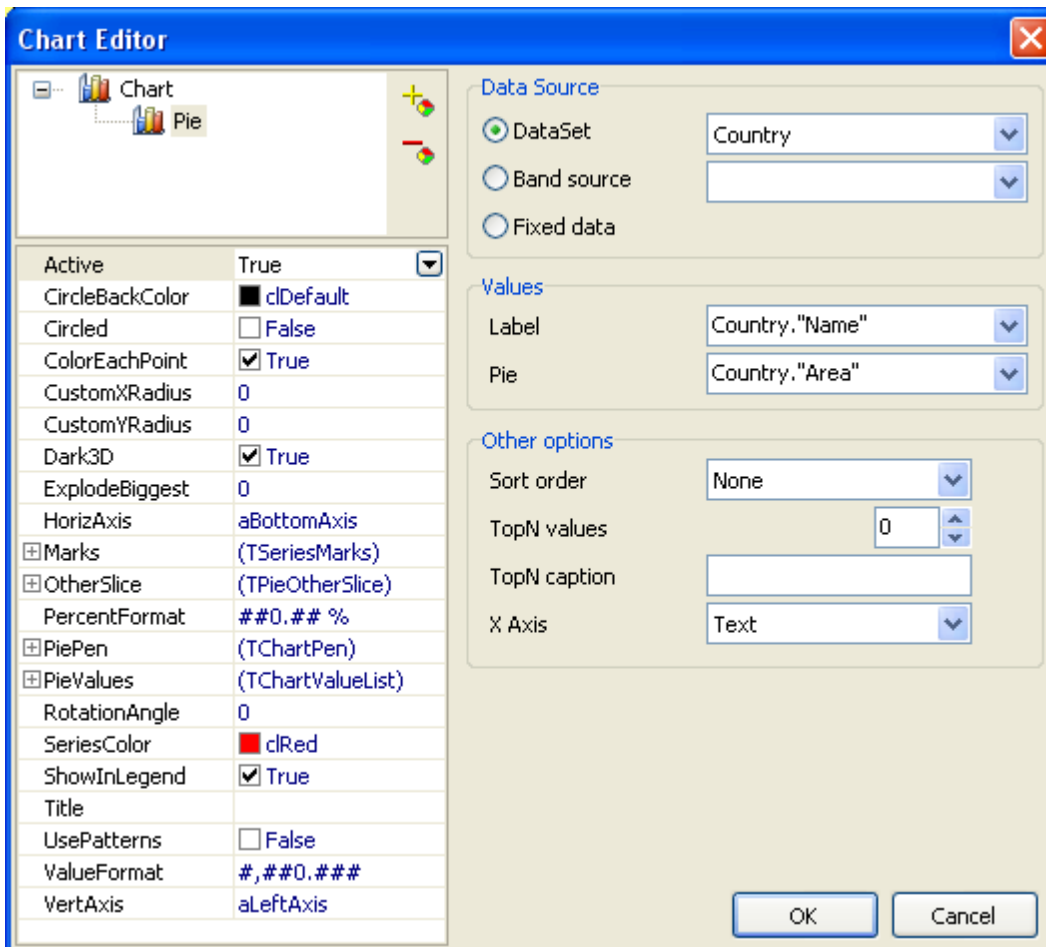 Chart Editor
Chart
Pie
Active True
CircleBackColor clDefault
Circled False
ColorEachPoint True
CustomXRadius 0
CustomYRadius 0
Dark3D True
ExplodeBiggest 0
HorizAxis aBottomAxis
Marks (TSeriesMarks)
OtherSlice (TPieOtherSlice)
PercentFormat ##0.## %
PiePen (TChartPen)
PieValues (TChartValueList)
RotationAngle 0
SeriesColor clRed
ShowInLegend True
Title
UsePatterns False
ValueFormat #,##0.###
VertAxis aLeftAxis
Data Source
DataSet Country
Band source
Fixed data
Values
Label Country."Name"
Pie Country."Area"
Other options
Sort order None
TopN values 0
TopN caption
X Axis Text
OK Cancel